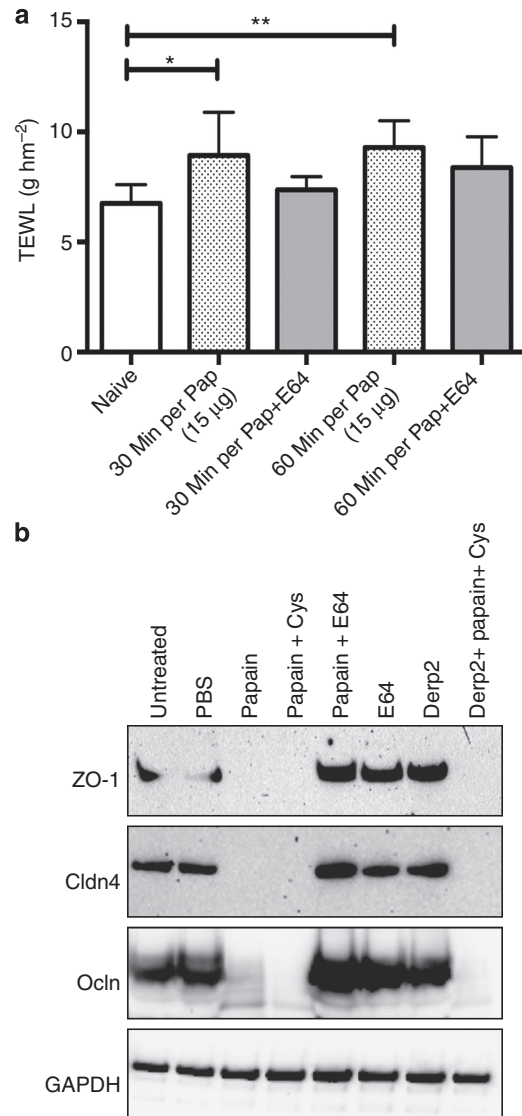 a
15
10
5
0
TEWL (g hm⁻²)
**
*
Naive
30 Min per Pap
(15 µg)
30 Min per Pap+E64
60 Min per Pap
(15 µg)
60 Min per Pap+E64
b
Untreated
PBS
Papain
Papain + Cys
Papain + E64
E64
Derp2
Derp2+ papain+ Cys
ZO-1
Cldn4
Ocln
GAPDH